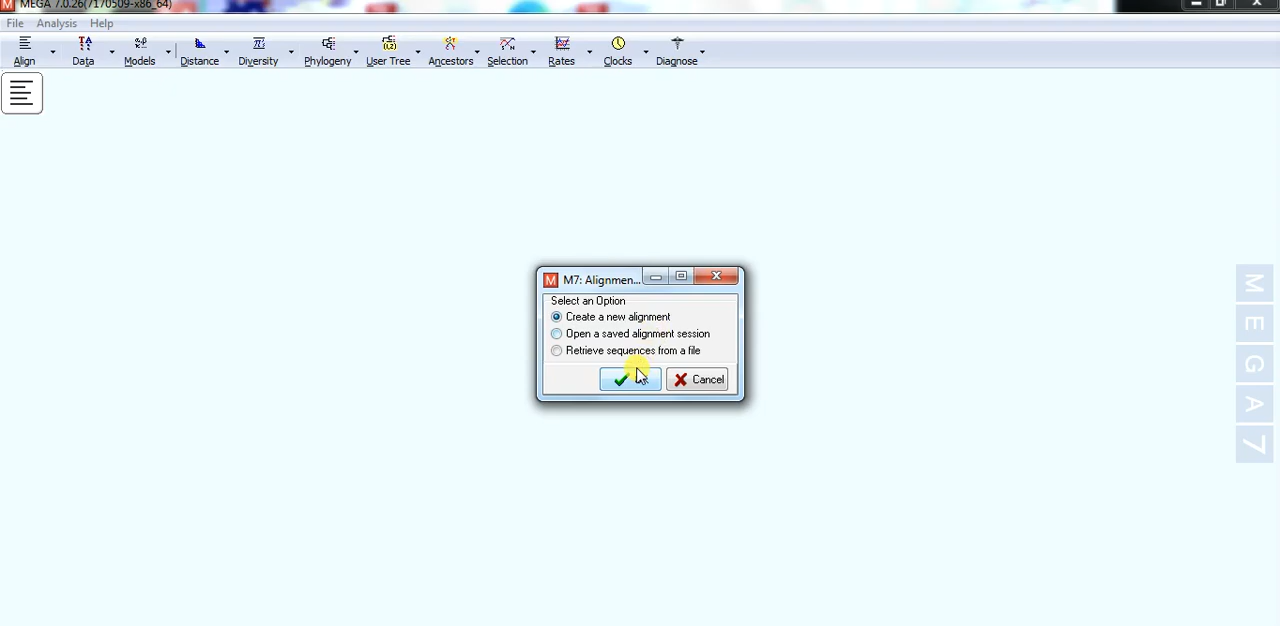 MEGA 7.0.26(7170509-x86_64)
File Analysis Help
Align Data Models Distance Diversity Phylogeny User Tree Ancestors Selection Rates Clocks Diagnose
M7: Alignmen...
Select an Option
Create a new alignment
Open a saved alignment session
Retrieve sequences from a file
Cancel
M
E
G
A
7